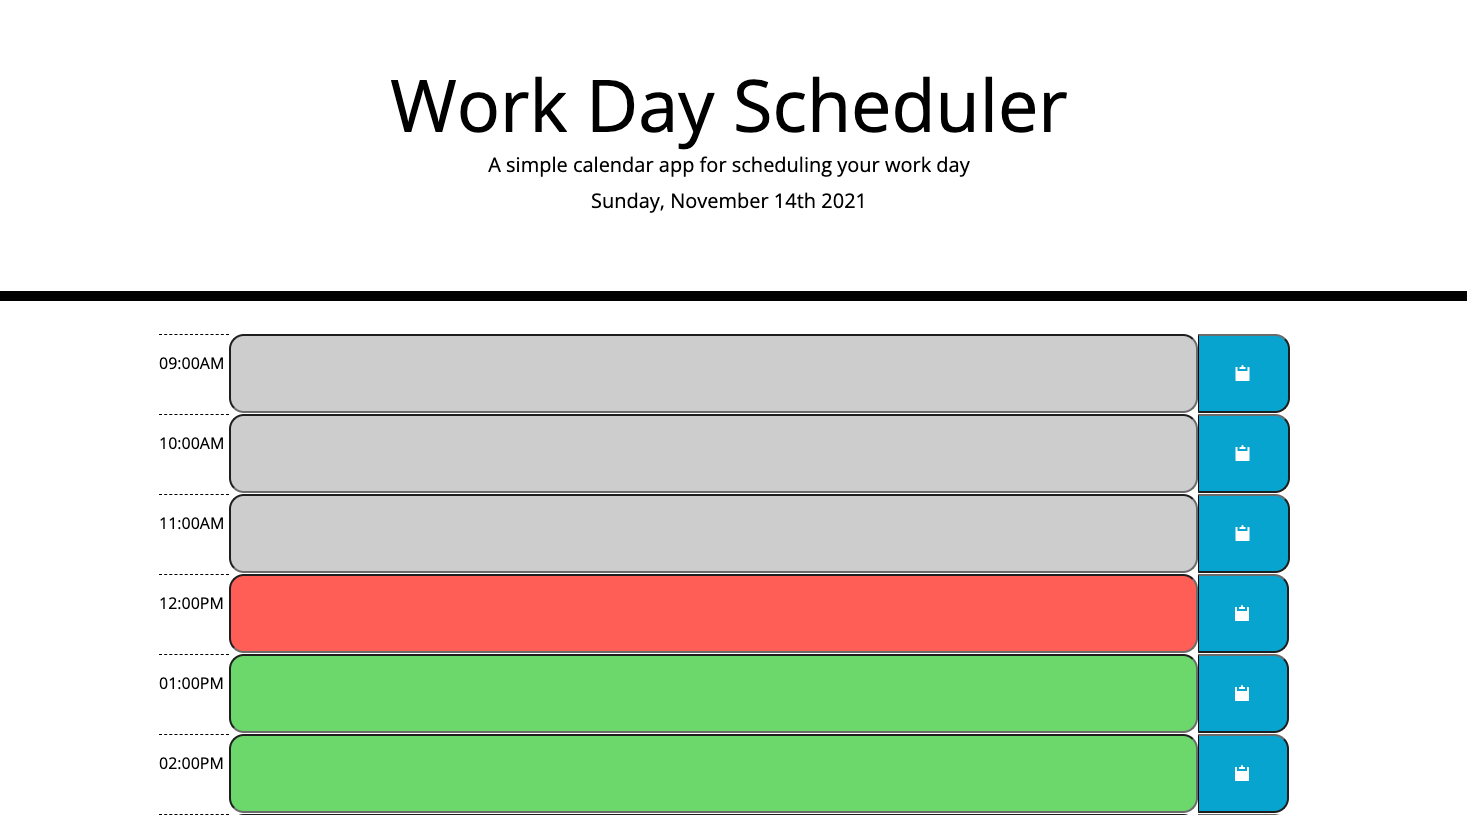 Work Day Scheduler
A simple calendar app for scheduling your work day
Sunday, November 14th 2021
09:00AM
10:00AM
11:00AM
12:00PM
01:00PM
02:00PM